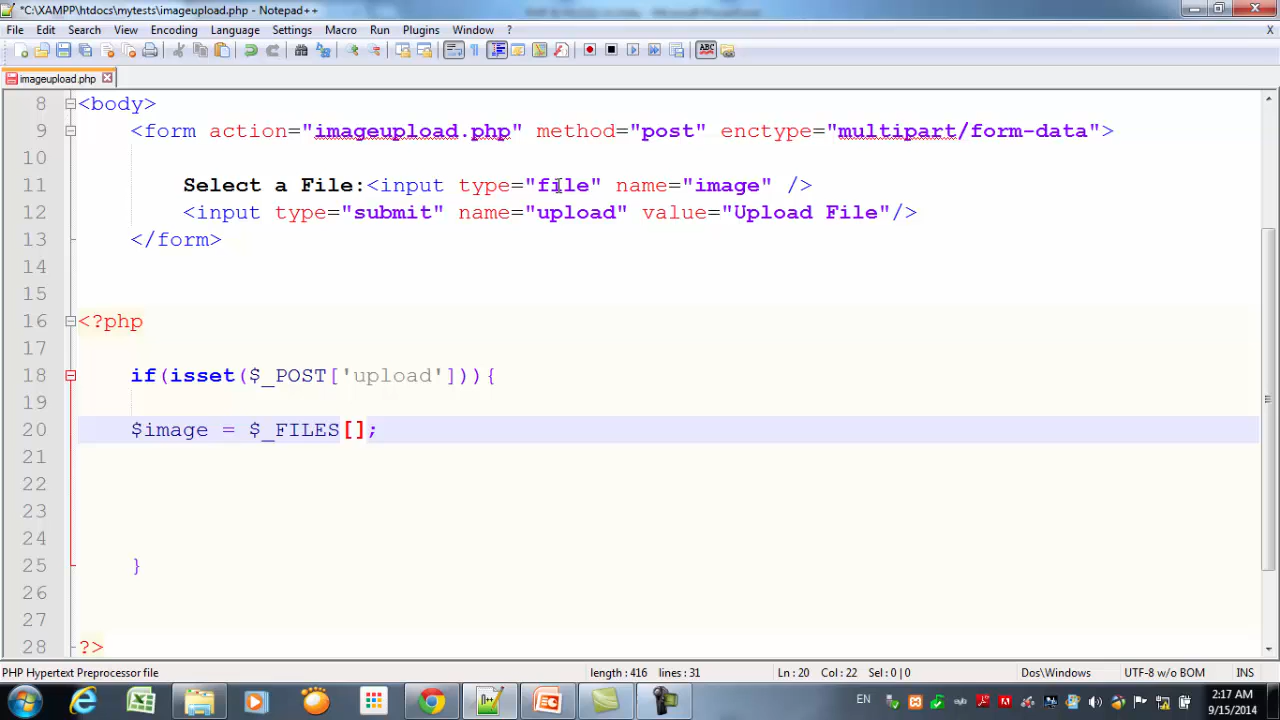 *C:\XAMPP\htdocs\mytests\imageupload.php - Notepad++
File Edit Search View Encoding Language Settings Macro Run Plugins Window ? X
imageupload.php
8 <body>
9 <form action="imageupload.php" method="post" enctype="multipart/form-data">
10
11 Select a File:<input type="file" name="image" />
12 <input type="submit" name="upload" value="Upload File"/>
13 </form>
14
15
16 <?php
17
18 if(isset($_POST['upload'])){
19
20 $image = $_FILES[];
21
22
23
24
25 }
26
27
28 ?>
PHP Hypertext Preprocessor file length : 416 lines : 31 Ln : 20 Col : 22 Sel : 0 | 0 Dos\Windows UTF-8 w/o BOM INS
EN 2:17 AM
9/15/2014